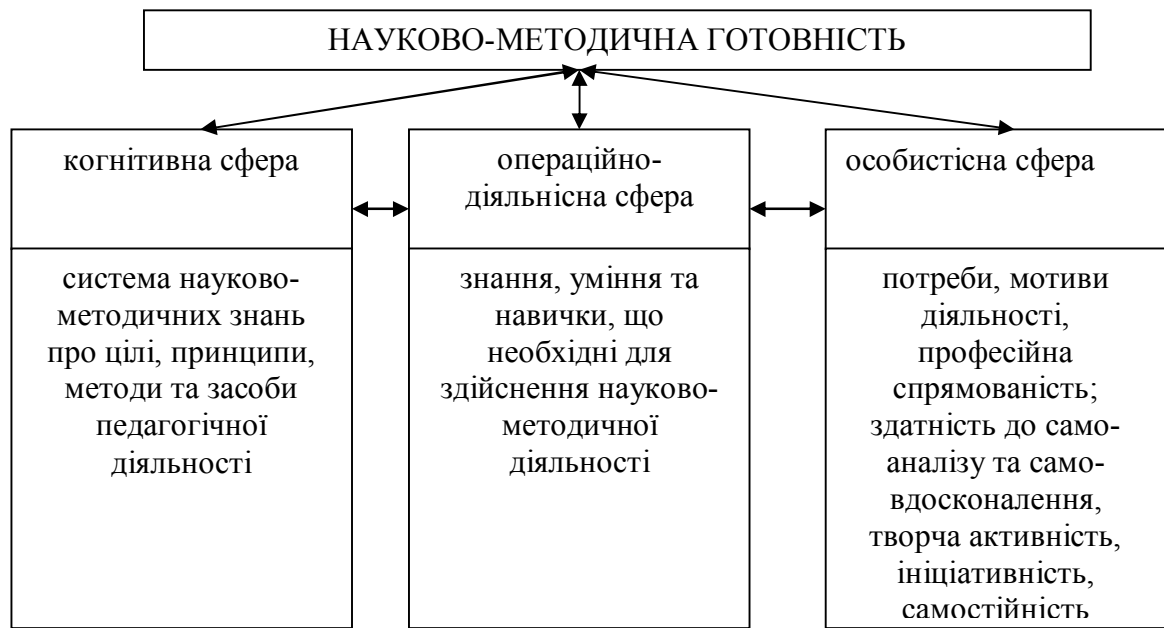 НАУКОВО-МЕТОДИЧНА ГОТОВНІСТЬ
когнітивна сфера
операційно-
діяльнісна сфера
особистісна сфера
система науково-
методичних знань
про цілі, принципи,
методи та засоби
педагогічної
діяльності
знання, уміння та
навички, що
необхідні для
здійснення науково-
методичної
діяльності
потреби, мотиви
діяльності,
професійна
спрямованість;
здатність до само-
аналізу та само-
вдосконалення,
творча активність,
ініціативність,
самостійність